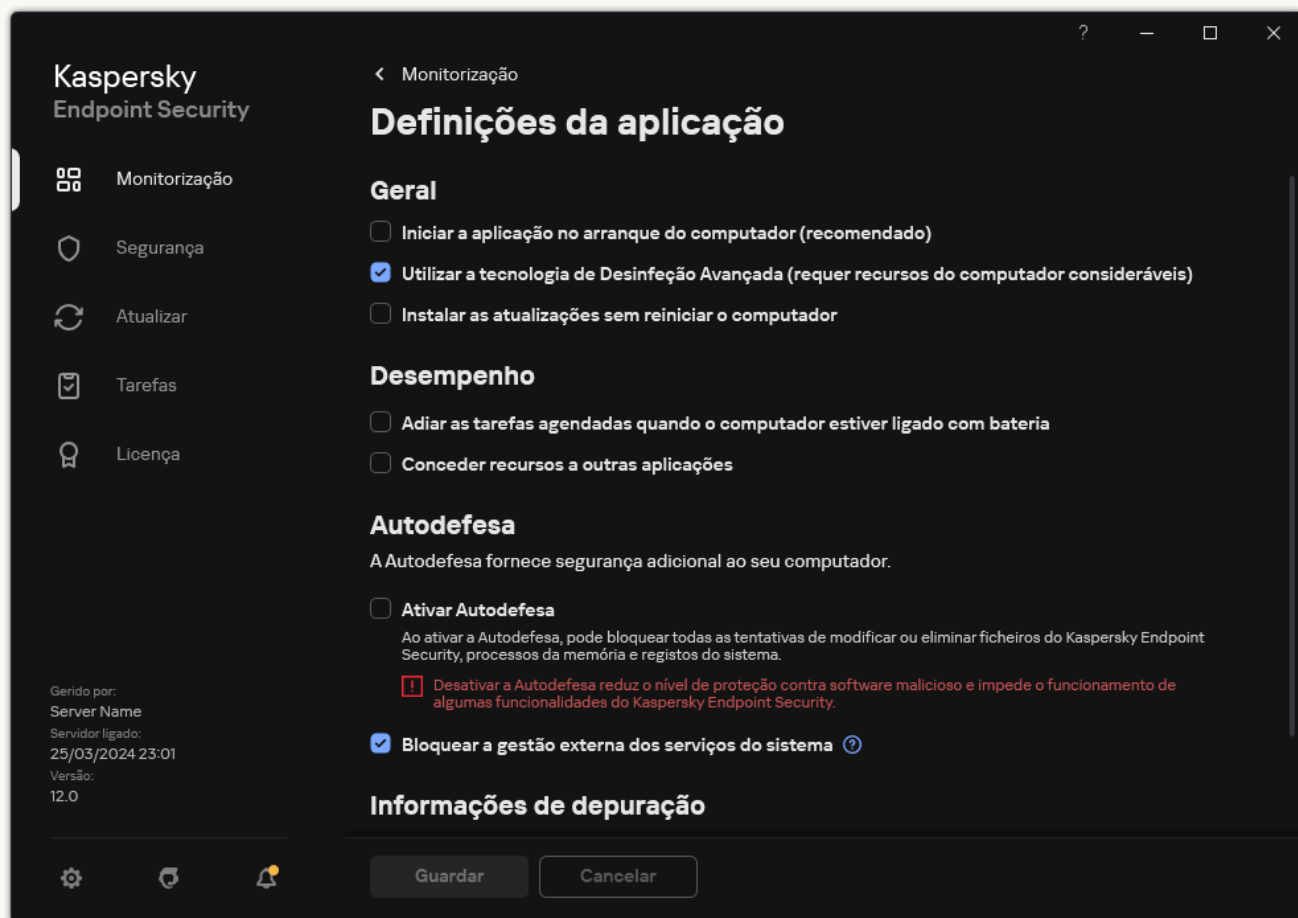 ?
Kaspersky
Endpoint Security
Monitorização
Segurança
Atualizar
Tarefas
Licença
Gerido por:
Server Name
Servidor ligado:
25/03/2024 23:01
Versão:
12.0
Monitorização
Definições da aplicação
Geral
Iniciar a aplicação no arranque do computador (recomendado)
Utilizar a tecnologia de Desinfeção Avançada (requer recursos do computador consideráveis)
Instalar as atualizações sem reiniciar o computador
Desempenho
Adiar as tarefas agendadas quando o computador estiver ligado com bateria
Conceder recursos a outras aplicações
Autodefesa
A Autodefesa fornece segurança adicional ao seu computador.
Ativar Autodefesa
Ao ativar a Autodefesa, pode bloquear todas as tentativas de modificar ou eliminar ficheiros do Kaspersky Endpoint
Security, processos da memória e registos do sistema.
! Desativar a Autodefesa reduz o nível de proteção contra software malicioso e impede o funcionamento de
algumas funcionalidades do Kaspersky Endpoint Security.
Bloquear a gestão externa dos serviços do sistema ?
Informações de depuração
Guardar
Cancelar